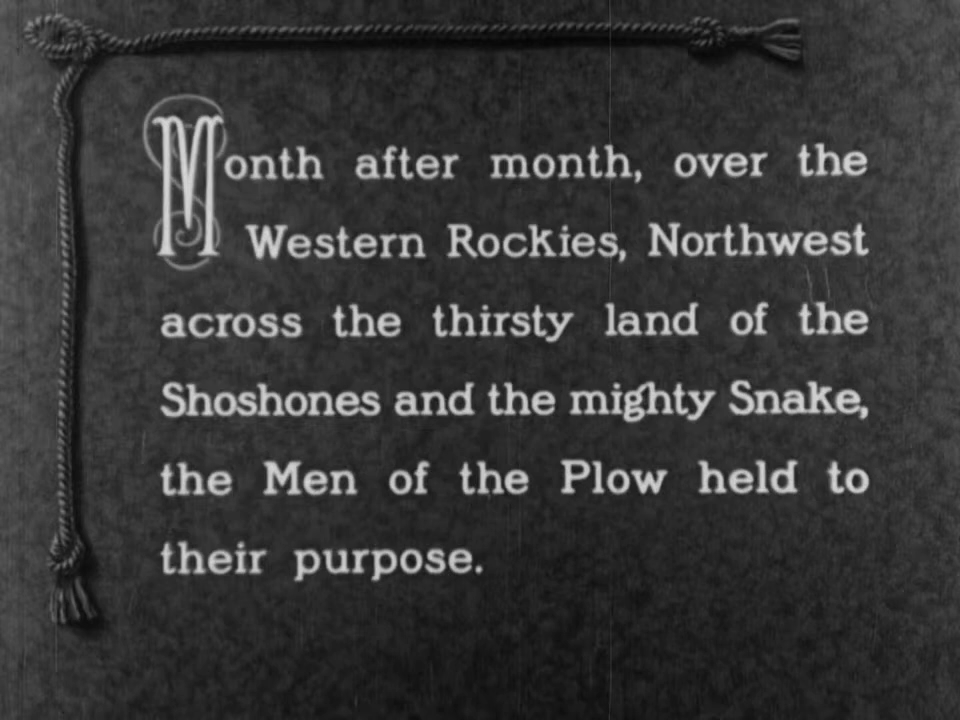 Month after month, over the
Western Rockies, Northwest
across the thirsty land of the
Shoshones and the mighty Snake,
the Men of the Plow held to
their purpose.